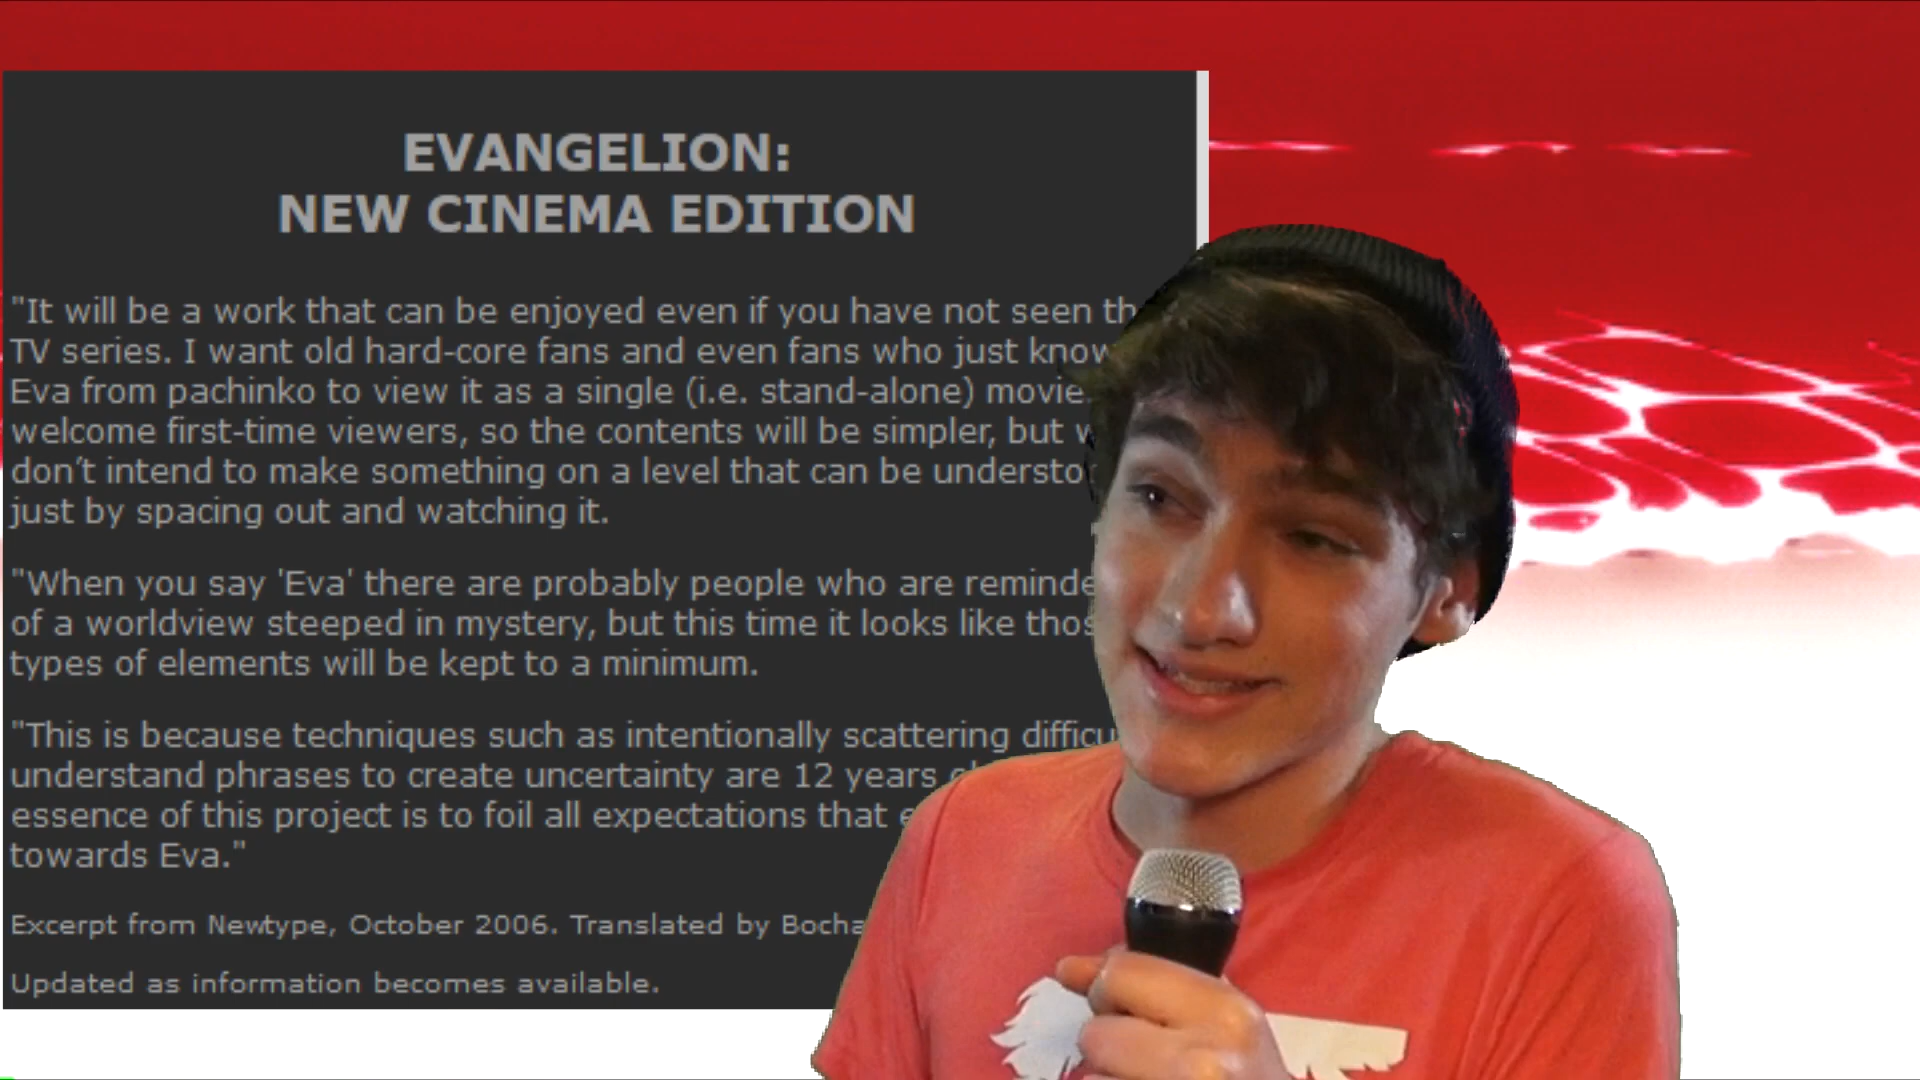 EVANGELION:
NEW CINEMA EDITION
"It will be a work that can be enjoyed even if you have not seen
TV series. I want old hard-core fans and even fans who just know
Eva from pachinko to view it as a single (i.e. stand-alone) movie.
welcome first-time viewers, so the contents will be simpler, but
don't intend to make something on a level that can be
just by spacing out and watching it.
"When you say 'Eva' there are probably people who are
of a worldview steeped in mystery, but this time it looks like
types of elements will be kept to a minimum.
"This is because techniques such as intentionally scattering
understand phrases to create uncertainty are 12 years
essence of this project is to foil all expectations that
towards Eva."
Excerpt from Newtype, October 2006. Translated by
Updated as information becomes available.